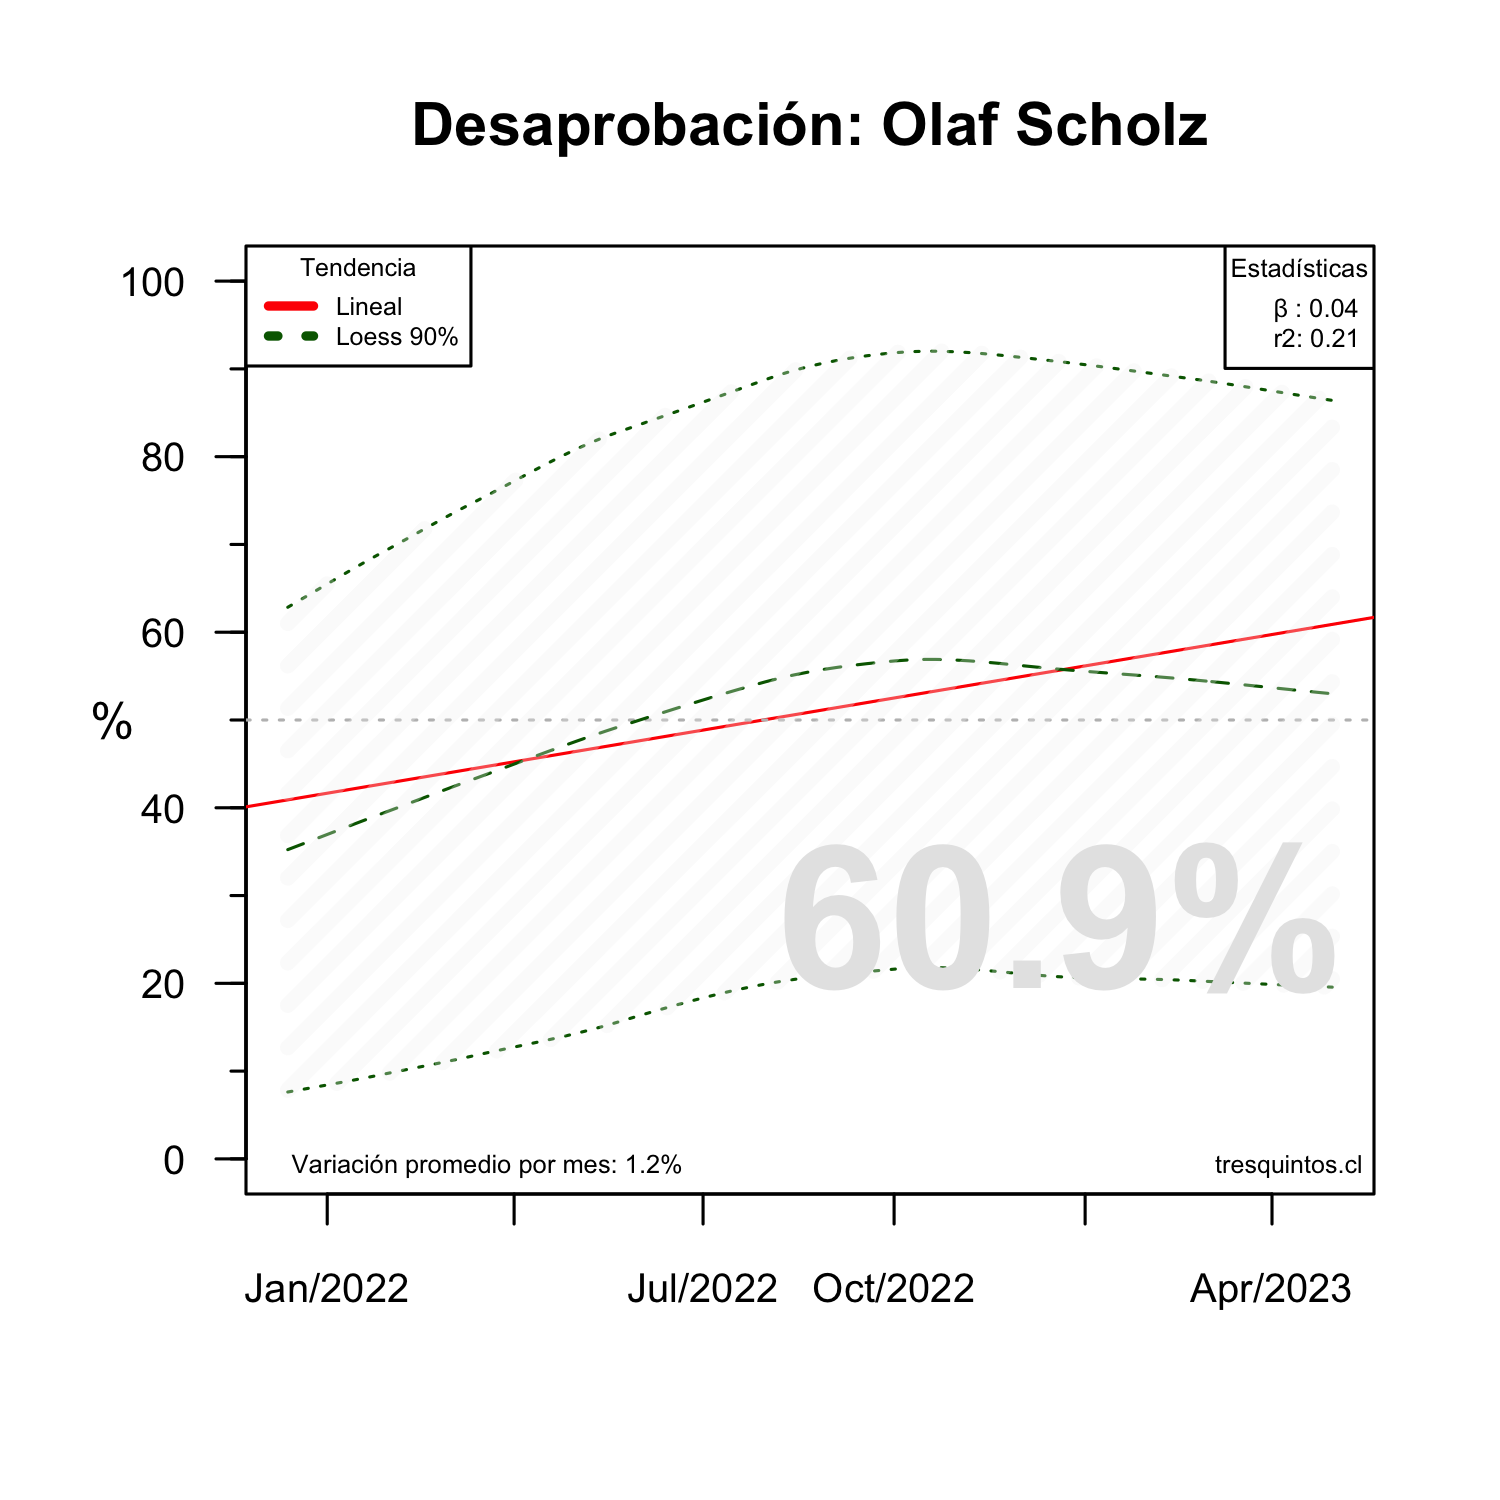 Desaprobación: Olaf Scholz
Tendencia
Lineal
Loess 90%
Estadísticas
β : 0.04
r2: 0.21
100
80
60
40
20
0
%
60.9%
Variación promedio por mes: 1.2%
tresquintos.cl
Jan/2022 Jul/2022 Oct/2022 Apr/2023